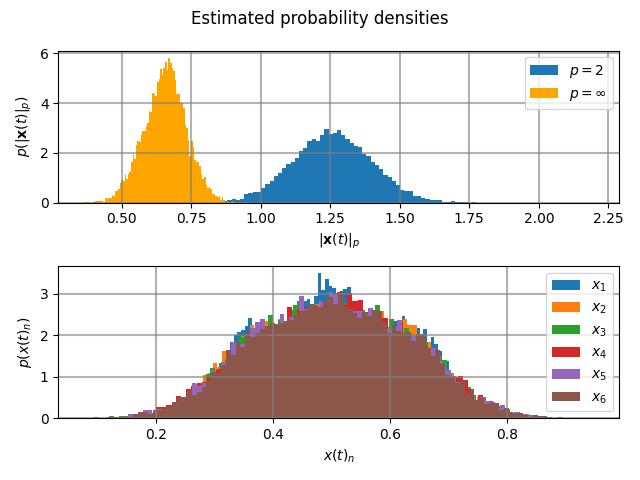 Estimated probability densities
p(|x(t)|ₚ)
6
4
2
0
0.50 0.75 1.00 1.25 1.50 1.75 2.00 2.25
|x(t)|ₚ
p = 2
p = ∞
p(x(t)ₙ)
3
2
1
0
0.2 0.4 0.6 0.8
x(t)ₙ
x₁
x₂
x₃
x₄
x₅
x₆